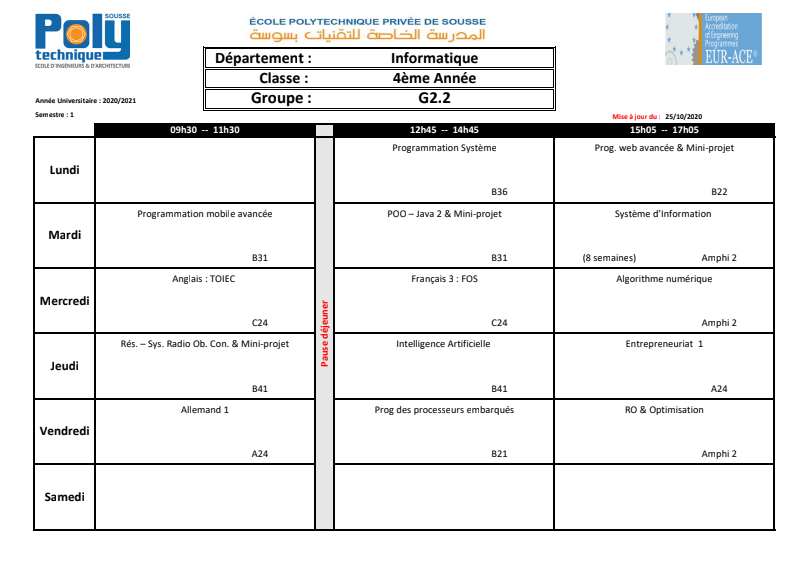 Poly
SOUSSE
technique
ECOLE D'INGÉNIEURS & D'ARCHITECTURE
ÉCOLE POLYTECHNIQUE PRIVÉE DE SOUSSE
المدرسة الخاصة للتقنيات بسوسة
European
Accreditation
of Engineering
Programmes
EUR-ACE®
Département : Informatique
Classe : 4ème Année
Groupe : G2.2
Année Universitaire : 2020/2021
Semestre : 1
Mise à jour du : 25/10/2020
09h30 -- 11h30
12h45 -- 14h45
15h05 -- 17h05
Pause déjeuner
Lundi
Programmation Système
B36
Prog. web avancée & Mini-projet
B22
Mardi
Programmation mobile avancée
B31
POO – Java 2 & Mini-projet
B31
Système d'Information
(8 semaines) Amphi 2
Mercredi
Anglais : TOIEC
C24
Français 3 : FOS
C24
Algorithme numérique
Amphi 2
Jeudi
Rés. – Sys. Radio Ob. Con. & Mini-projet
B41
Intelligence Artificielle
B41
Entrepreneuriat 1
A24
Vendredi
Allemand 1
A24
Prog des processeurs embarqués
B21
RO & Optimisation
Amphi 2
Samedi